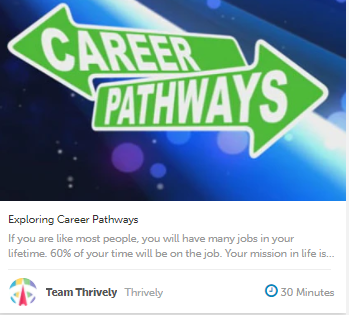 CAREER
PATHWAYS
Exploring Career Pathways
If you are like most people, you will have many jobs in your
lifetime. 60% of your time will be on the job. Your mission in life is...
Team Thrively Thrively 30 Minutes